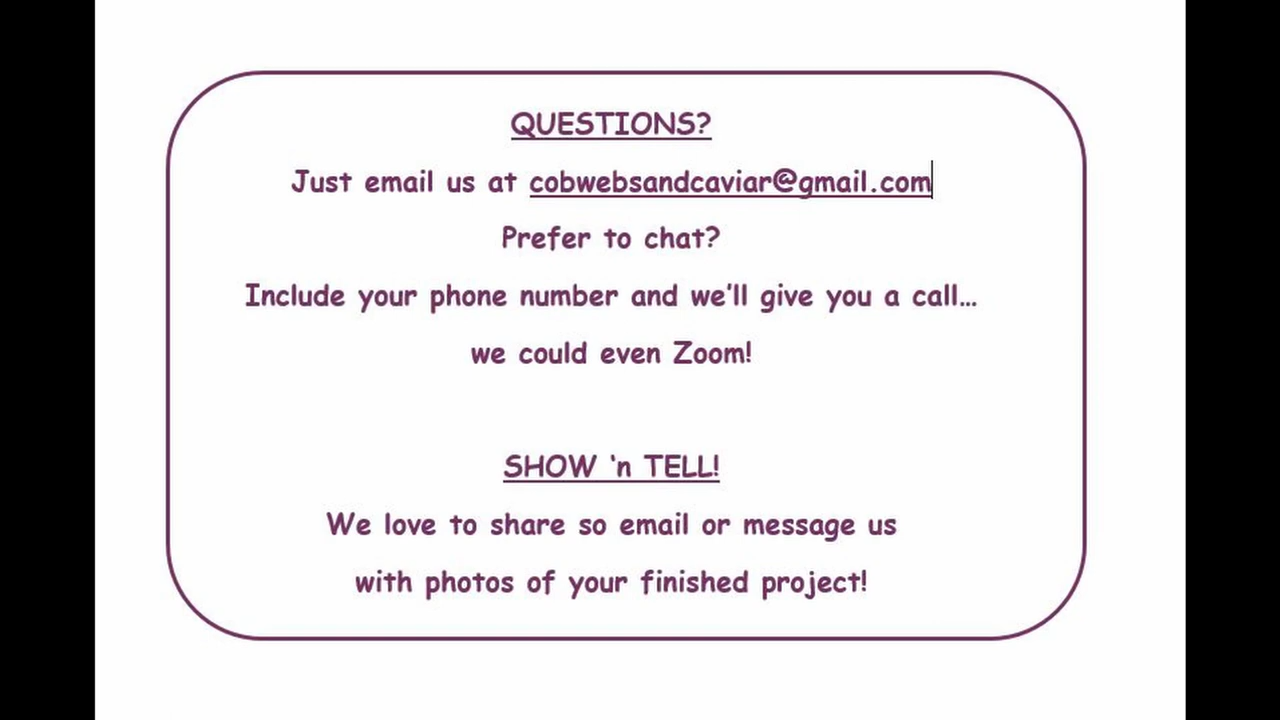 QUESTIONS?
Just email us at cobwebsandcaviar@gmail.com
Prefer to chat?
Include your phone number and we'll give you a call...
we could even Zoom!
SHOW 'n TELL!
We love to share so email or message us
with photos of your finished project!